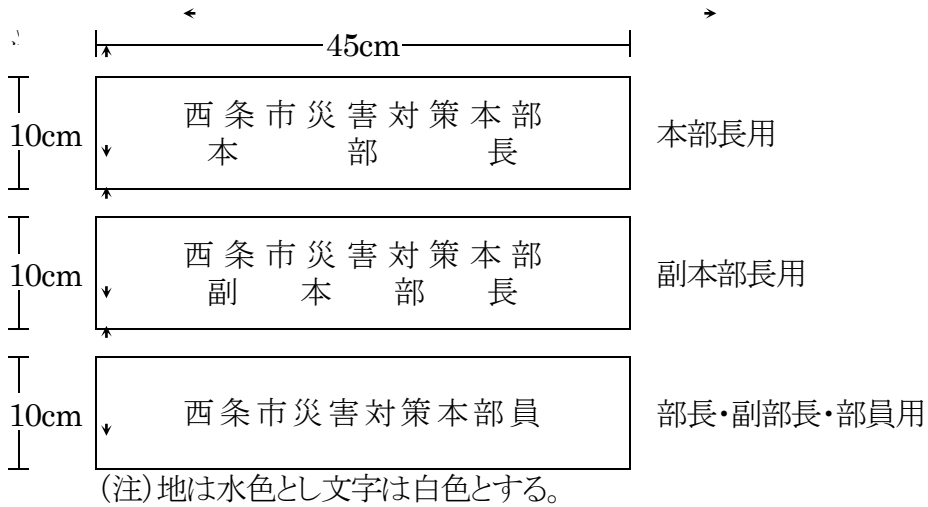 45cm
10cm
西条市災害対策本部
本部長
本部長用
10cm
西条市災害対策本部
副本部長
副本部長用
10cm
西条市災害対策本部員
部長・副部長・部員用
（注）地は水色とし文字は白色とする。